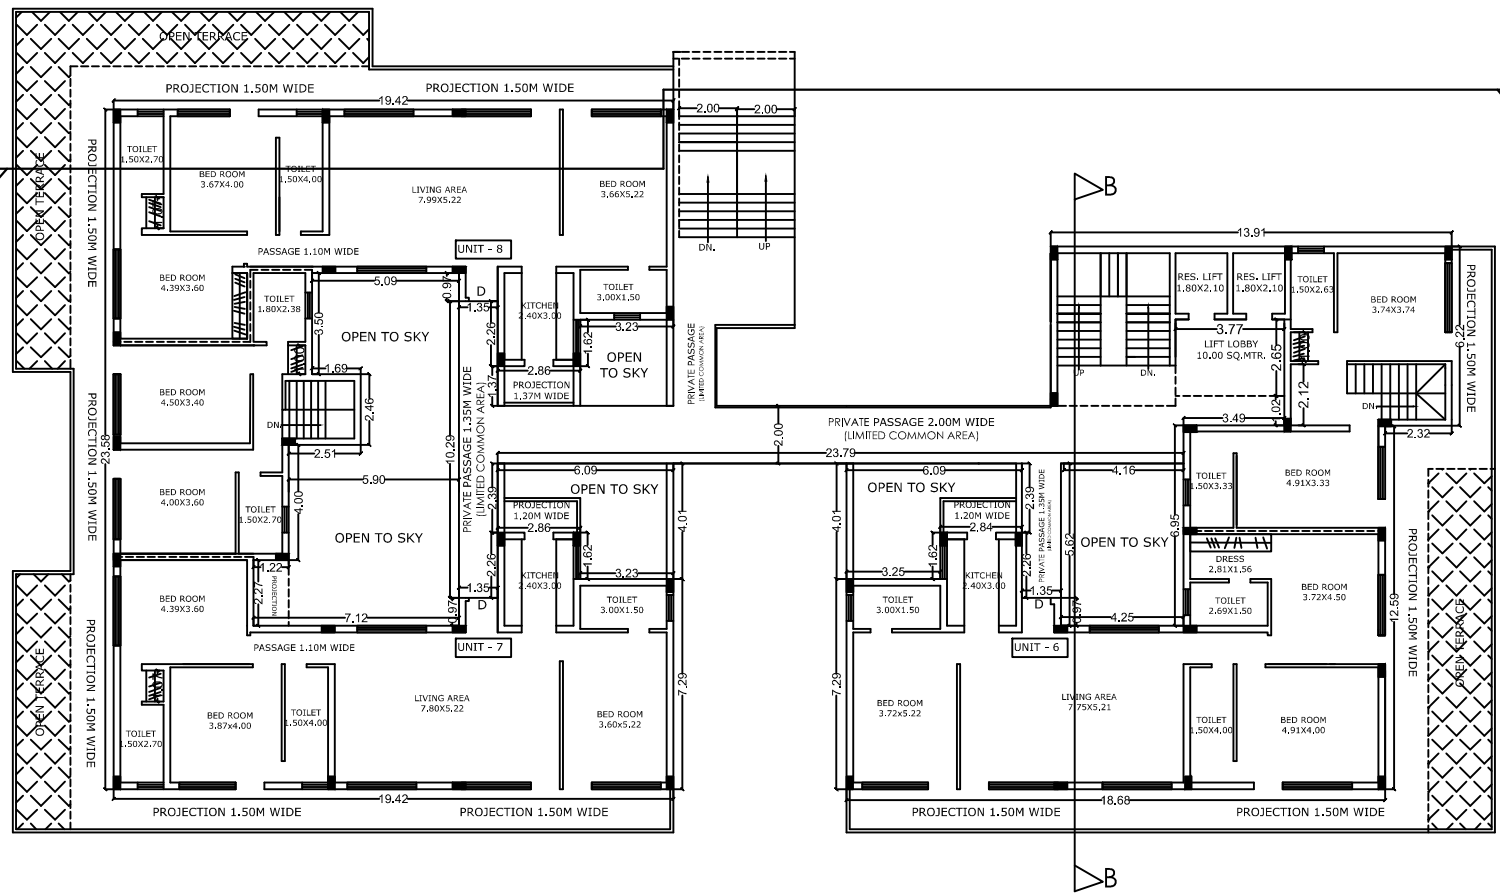 OPEN TERRACE
PROJECTION 1.50M WIDE
PROJECTION 1.50M WIDE
19.42
2.00
2.00
TOILET
1.50X2.70
BED ROOM
3.67X4.00
TOILET
1.50X4.00
LIVING AREA
7.99X5.22
BED ROOM
3.66X5.22
OPEN TERRACE
PROJECTION 1.50M WIDE
DN.
UP
PASSAGE 1.10M WIDE
UNIT - 8
BED ROOM
4.39X3.60
TOILET
1.80X2.38
5.09
0.97
D
1.35
KITCHEN
2.40X3.00
TOILET
3.00X1.50
3.50
OPEN TO SKY
2.26
3.23
1.62
OPEN
TO SKY
1.69
2.86
1.37
PROJECTION
1.37M WIDE
PRIVATE PASSAGE
(LIMITED COMMON AREA)
BED ROOM
4.50X3.40
DN.
2.46
2.51
PRIVATE PASSAGE 1.35M WIDE
(LIMITED COMMON AREA)
PROJECTION 1.50M WIDE
23.58
10.29
5.90
4.00
BED ROOM
4.00X3.60
TOILET
1.50X2.70
OPEN TO SKY
1.22
2.27
PROJECTION
7.12
0.97
BED ROOM
4.39X3.60
PASSAGE 1.10M WIDE
UNIT - 7
6.09
OPEN TO SKY
2.39
PROJECTION
1.20M WIDE
2.86
1.62
4.01
2.26
3.23
KITCHEN
2.40X3.00
1.35
D
TOILET
3.00X1.50
OPEN TERRACE
PROJECTION 1.50M WIDE
TOILET
1.50X2.70
BED ROOM
3.87x4.00
TOILET
1.50X4.00
LIVING AREA
7.80X5.22
BED ROOM
3.60x5.22
7.29
19.42
PROJECTION 1.50M WIDE
PROJECTION 1.50M WIDE
PRIVATE PASSAGE 2.00M WIDE
(LIMITED COMMON AREA)
2.00
23.79
B
13.91
RES. LIFT
1.80X2.10
RES. LIFT
1.80X2.10
TOILET
1.50X2.63
BED ROOM
3.74X3.74
PROJECTION 1.50M WIDE
6.22
3.77
LIFT LOBBY
10.00 SQ.MTR.
2.65
2.12
1.02
UP
DN.
DN.
3.49
2.32
6.09
OPEN TO SKY
2.39
PROJECTION
1.20M WIDE
2.84
1.62
4.01
2.26
3.25
KITCHEN
2.40X3.00
1.35
D
PRIVATE PASSAGE 1.35M WIDE
(LIMITED COMMON AREA)
4.16
5.62
6.95
OPEN TO SKY
4.25
0.97
TOILET
1.50X3.33
BED ROOM
4.91X3.33
DRESS
2.81X1.56
TOILET
2.69X1.50
BED ROOM
3.72X4.50
12.59
PROJECTION 1.50M WIDE
OPEN TERRACE
TOILET
3.00X1.50
UNIT - 6
7.29
BED ROOM
3.72x5.22
LIVING AREA
7.75X5.21
TOILET
1.50X4.00
BED ROOM
4.91X4.00
18.68
PROJECTION 1.50M WIDE
PROJECTION 1.50M WIDE
B